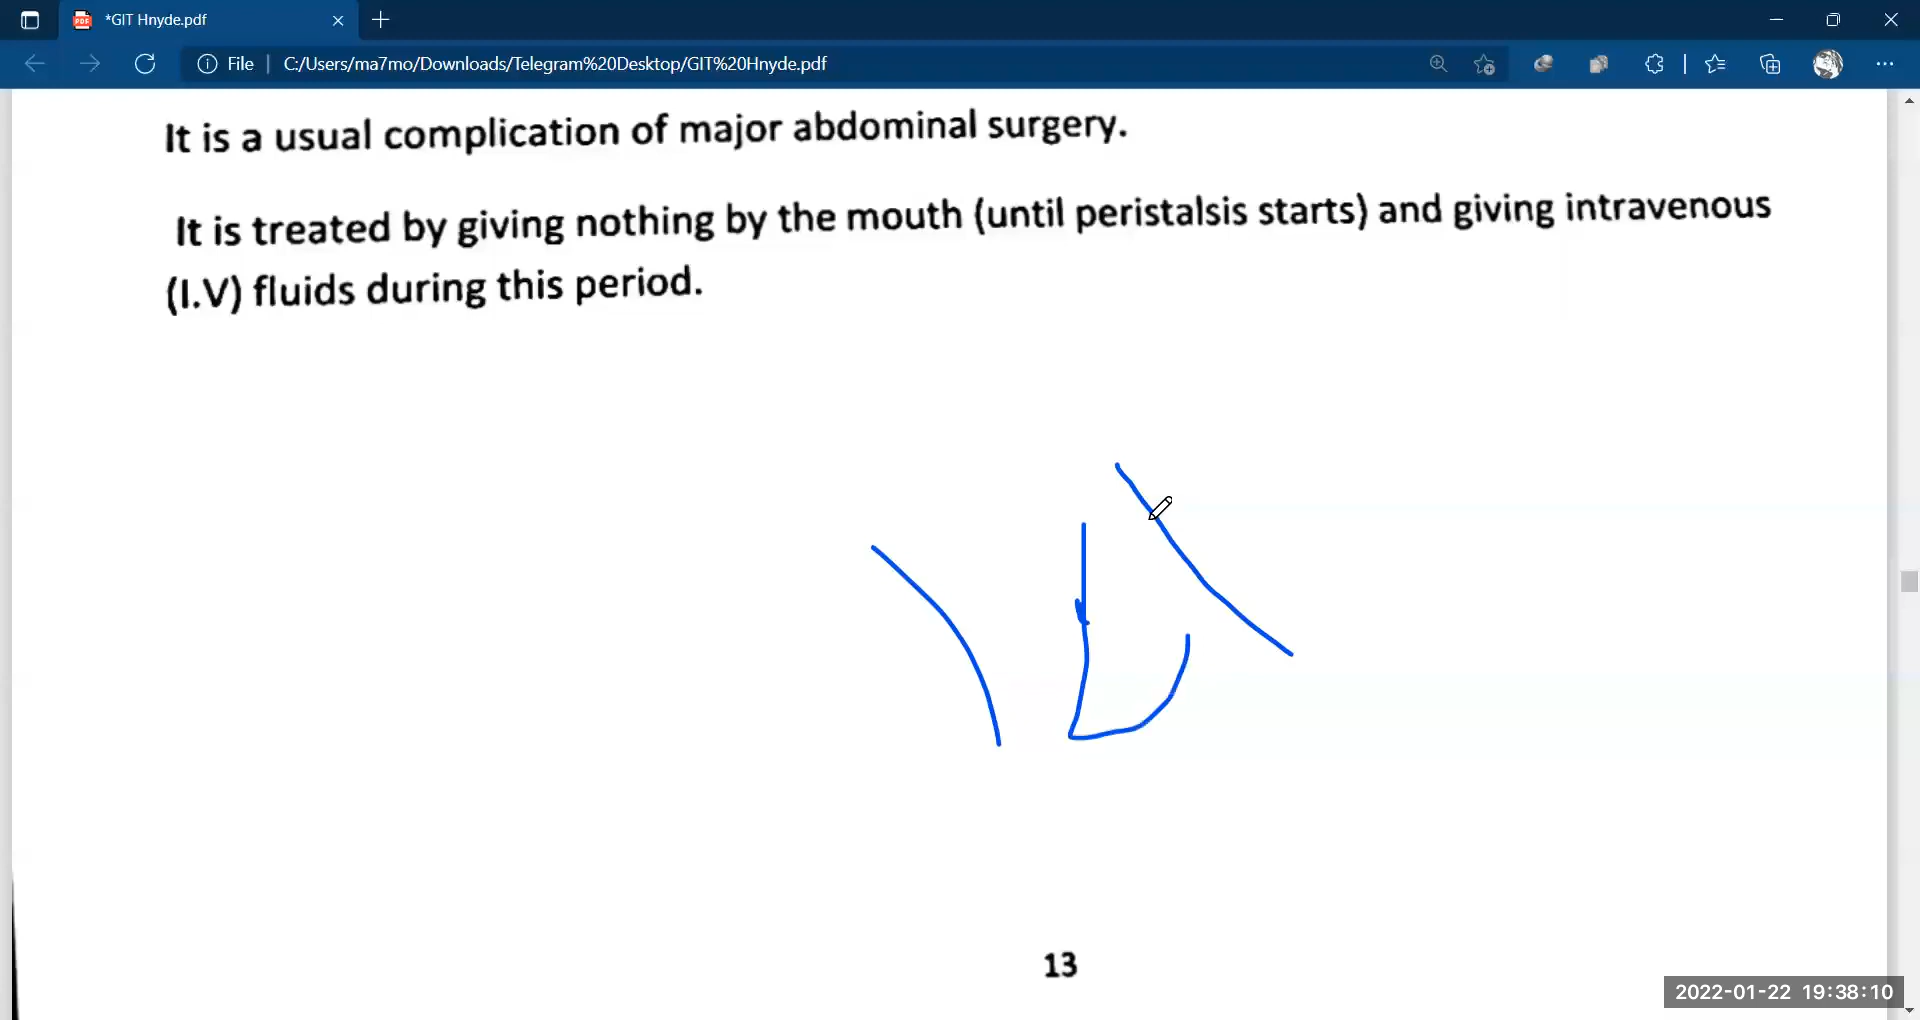 *GIT Hnyde.pdf
File | C:/Users/ma7mo/Downloads/Telegram%20Desktop/GIT%20Hnyde.pdf
It is a usual complication of major abdominal surgery.
It is treated by giving nothing by the mouth (until peristalsis starts) and giving intravenous
(I.V) fluids during this period.
13
2022-01-22 19:38:10